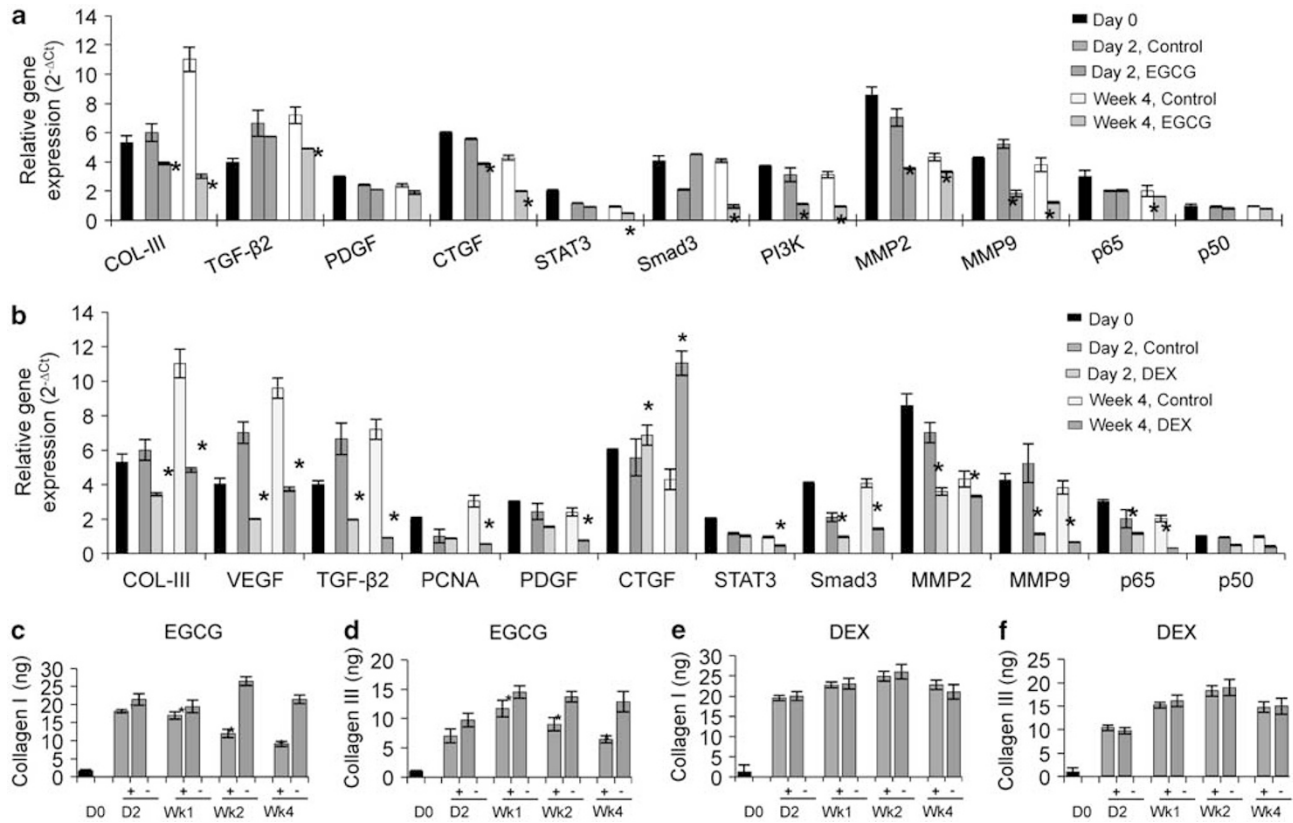 a
Relative gene
expression (2-ΔCt)
14
12
10
8
6
4
2
0
Day 0
Day 2, Control
Day 2, EGCG
Week 4, Control
Week 4, EGCG
* * * * * * * * * * * * * *
COL-III TGF-β2 PDGF CTGF STAT3 Smad3 PI3K MMP2 MMP9 p65 p50
b
Relative gene
expression (2-ΔCt)
14
12
10
8
6
4
2
0
Day 0
Day 2, Control
Day 2, DEX
Week 4, Control
Week 4, DEX
* * * * * * * * * * * * * * * * * * *
COL-III VEGF TGF-β2 PCNA PDGF CTGF STAT3 Smad3 MMP2 MMP9 p65 p50
c EGCG
Collagen I (ng)
30
25
20
15
10
5
0
* * *
+ - + - + - + -
D0 D2 Wk1 Wk2 Wk4
d EGCG
Collagen III (ng)
20
15
10
5
0
* * *
+ - + - + - + -
D0 D2 Wk1 Wk2 Wk4
e DEX
Collagen I (ng)
30
25
20
15
10
5
0
+ - + - + - + -
D0 D2 Wk1 Wk2 Wk4
f DEX
Collagen III (ng)
25
20
15
10
5
0
+ - + - + - + -
D0 D2 Wk1 Wk2 Wk4